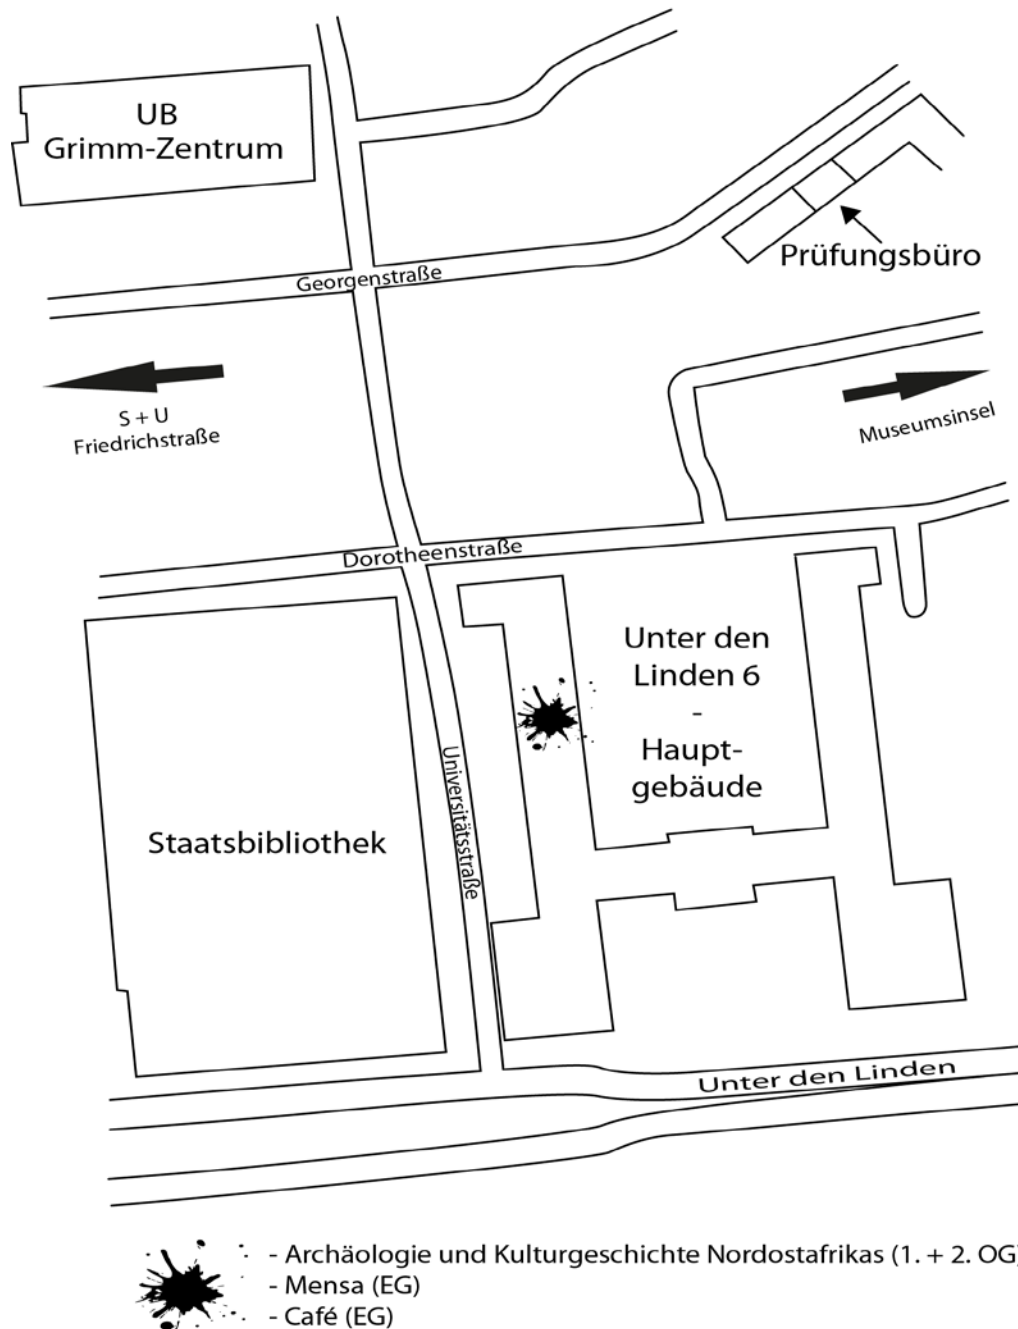 UB
Grimm-Zentrum
Prüfungsbüro
Georgenstraße
S + U
Friedrichstraße
Museumsinsel
Dorotheenstraße
Unter den
Linden 6
-
Haupt-
gebäude
Universitätsstraße
Staatsbibliothek
Unter den Linden
- Archäologie und Kulturgeschichte Nordostafrikas (1. + 2. OG)
- Mensa (EG)
- Café (EG)